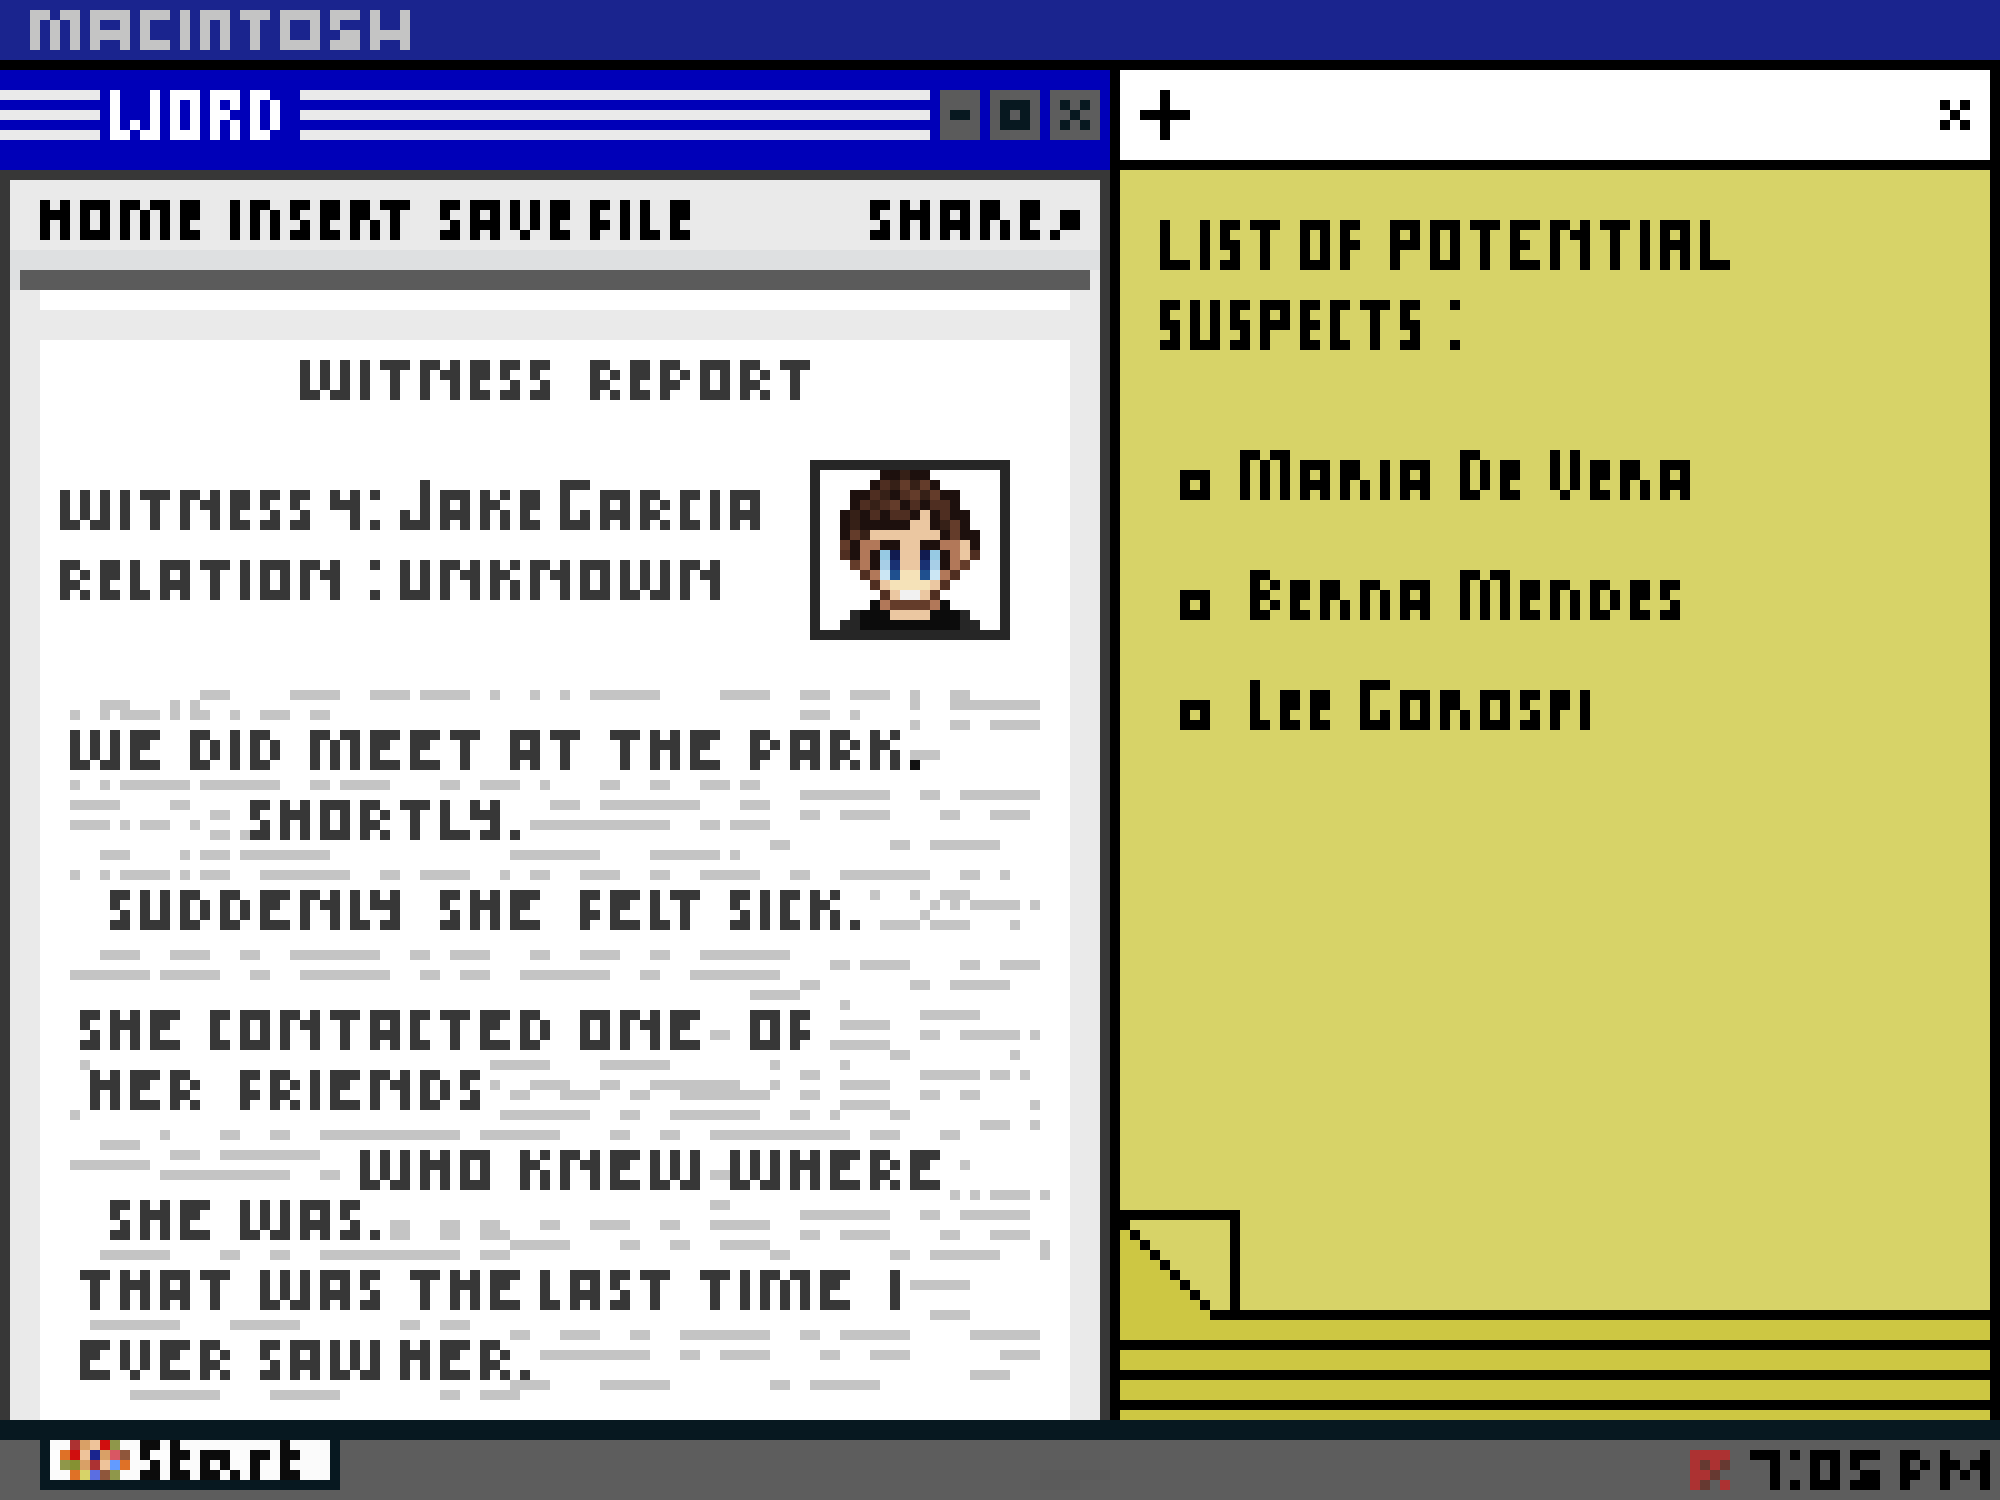 MACINTOSH
WORD
HOME INSERT SAVE FILE SHARE
WITNESS REPORT
WITNESS 4: JAKE GARCIA
RELATION : UNKNOWN
WE DID MEET AT THE PARK.
SHORTLY.
SUDDENLY SHE FELT SICK.
SHE CONTACTED ONE OF
HER FRIENDS
WHO KNEW WHERE
SHE WAS.
THAT WAS THE LAST TIME I
EVER SAW HER.
LIST OF POTENTIAL
SUSPECTS :
MARIA DE VERA
BERNA MENDES
LEE GOROSPI
Start
7:05 PM